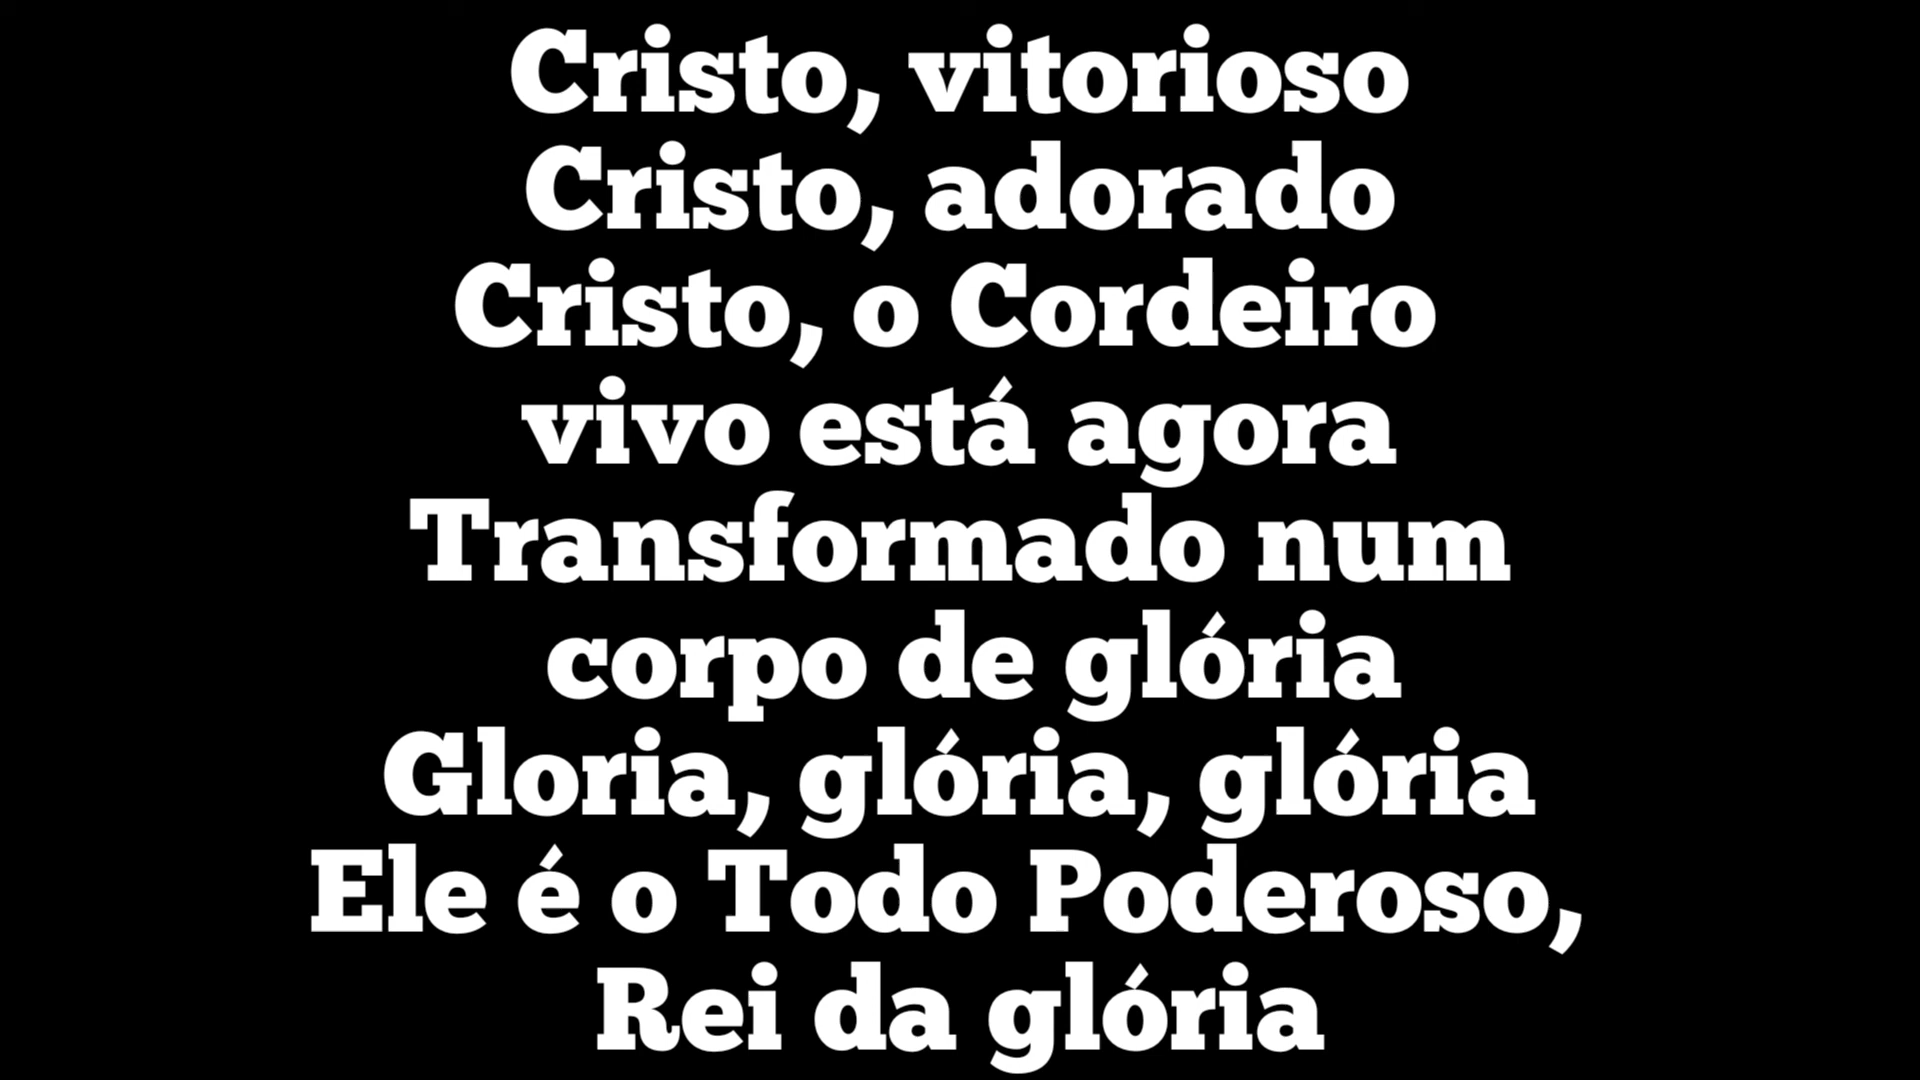 Cristo, vitorioso
Cristo, adorado
Cristo, o Cordeiro
vivo está agora
Transformado num
corpo de glória
Gloria, glória, glória
Ele é o Todo Poderoso,
Rei da glória